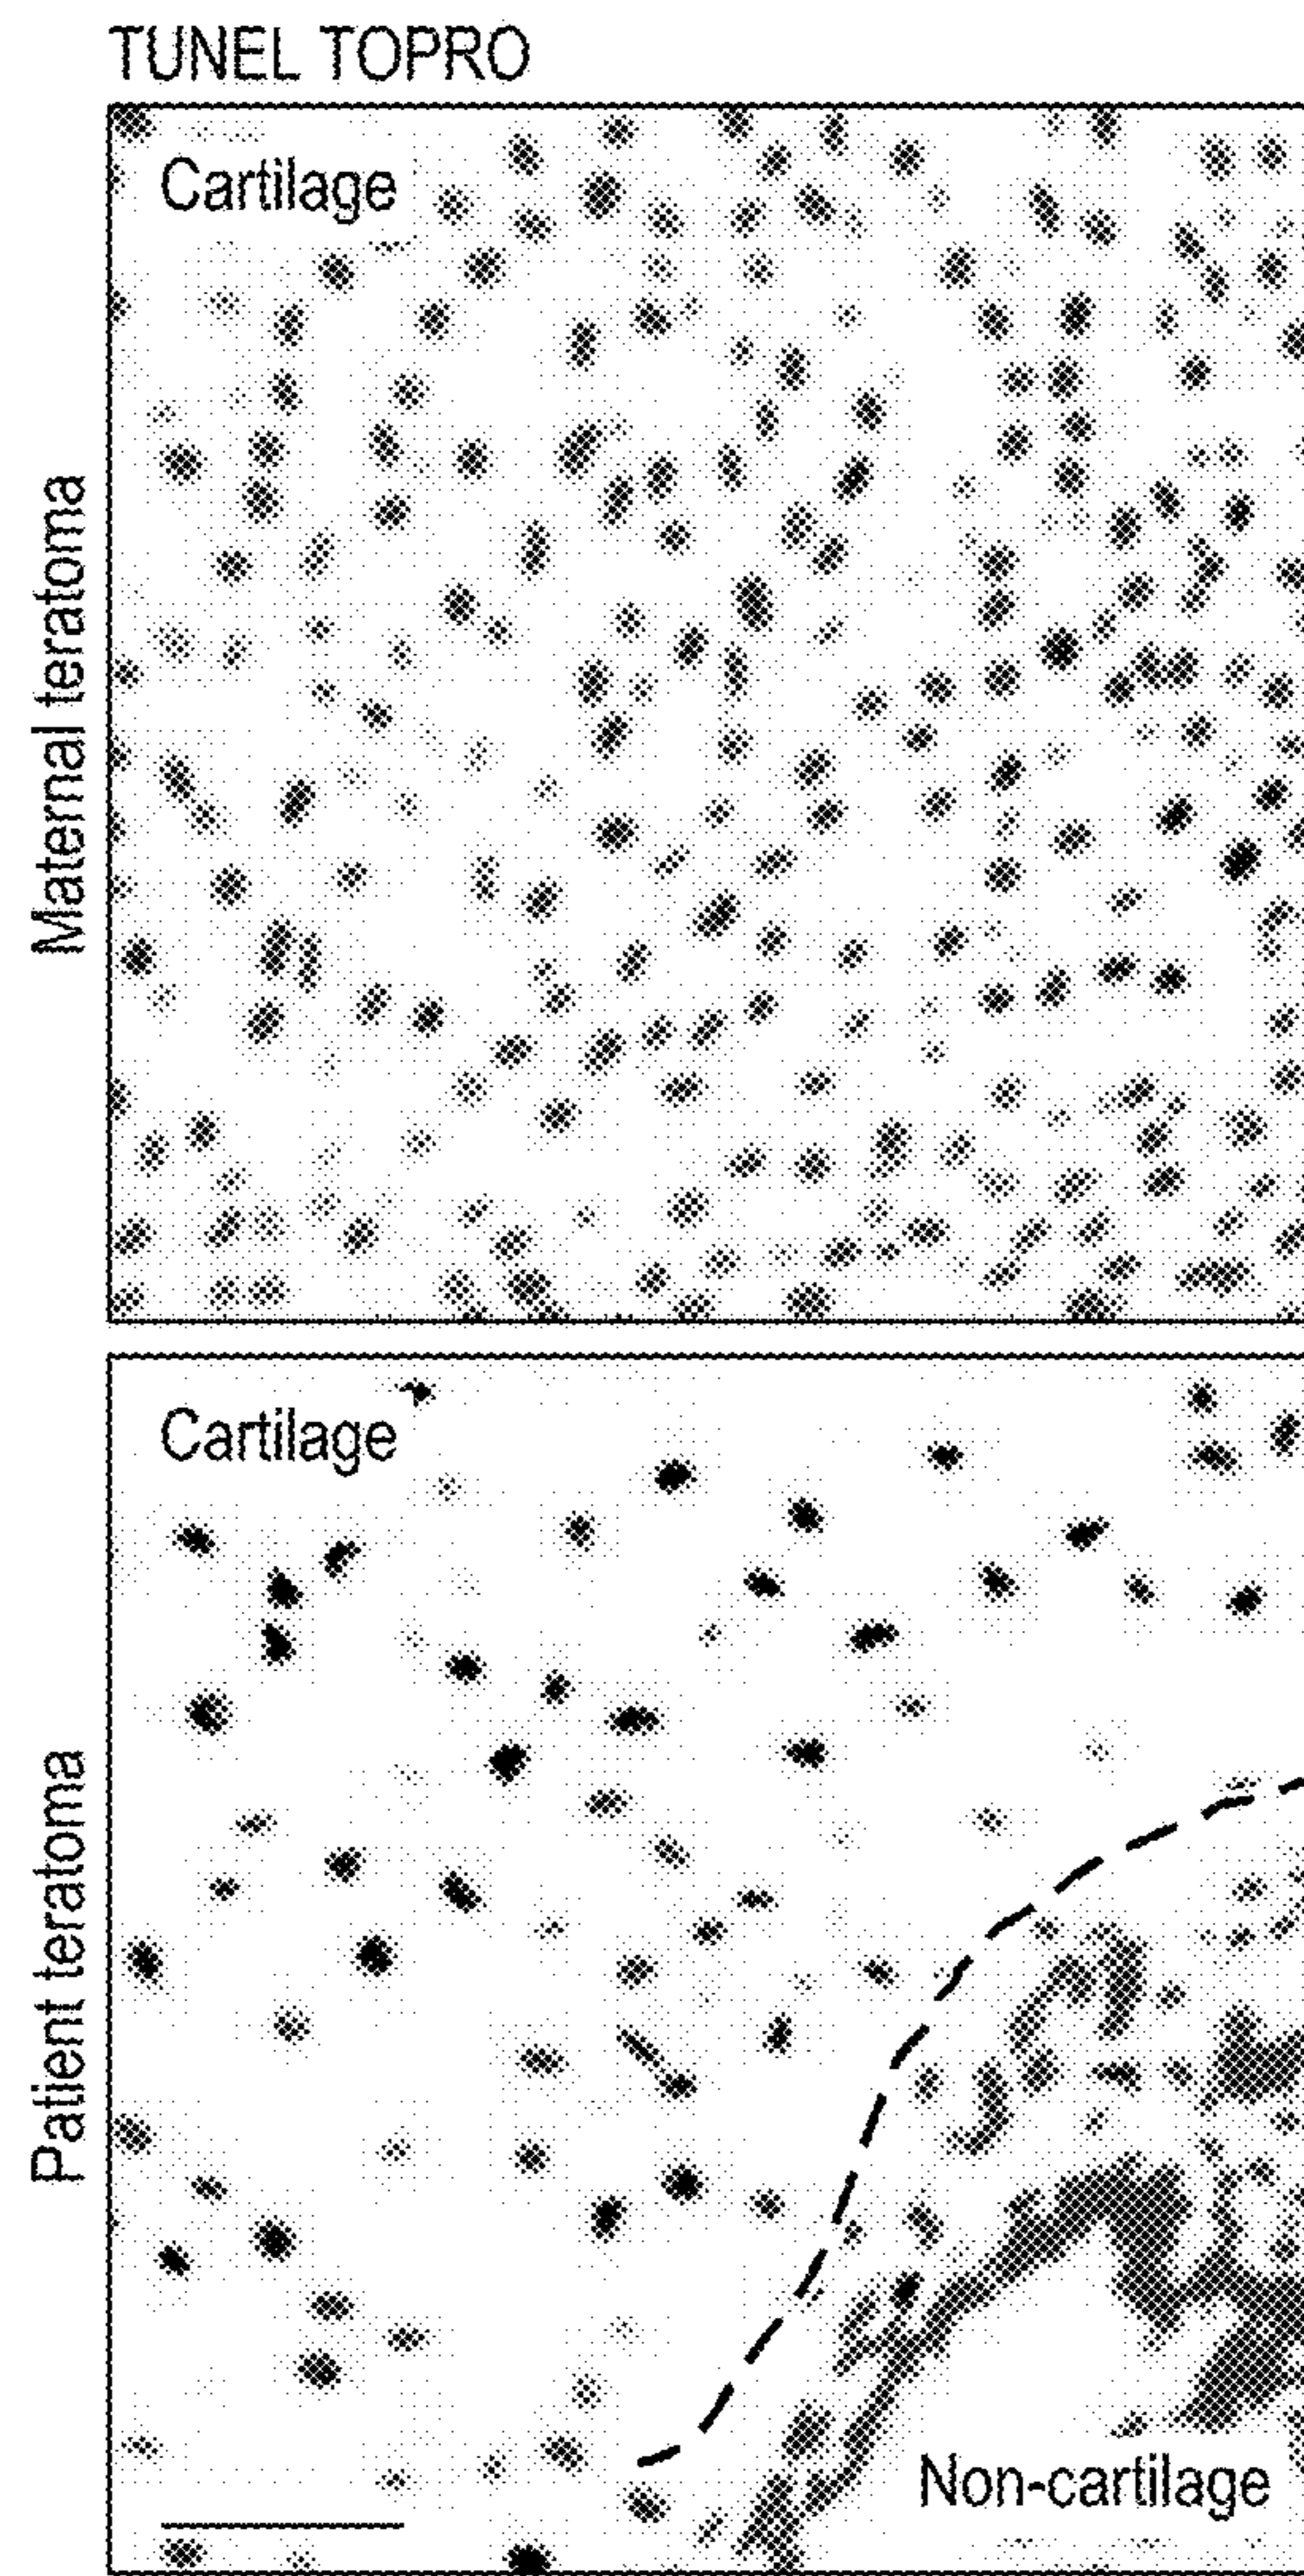 TUNEL TOPRO
Maternal teratoma
Cartilage
Patient teratoma
Cartilage
Non-cartilage